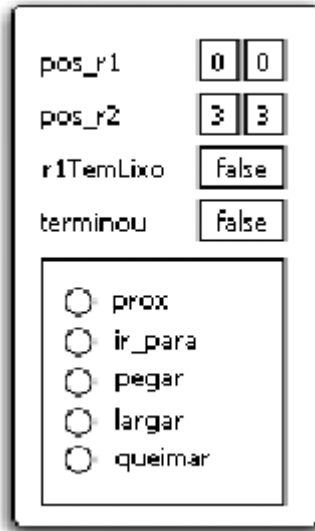 pos_r1 0 0
pos_r2 3 3
r1TemLixo false
terminou false
prox
ir_para
pegar
largar
queimar